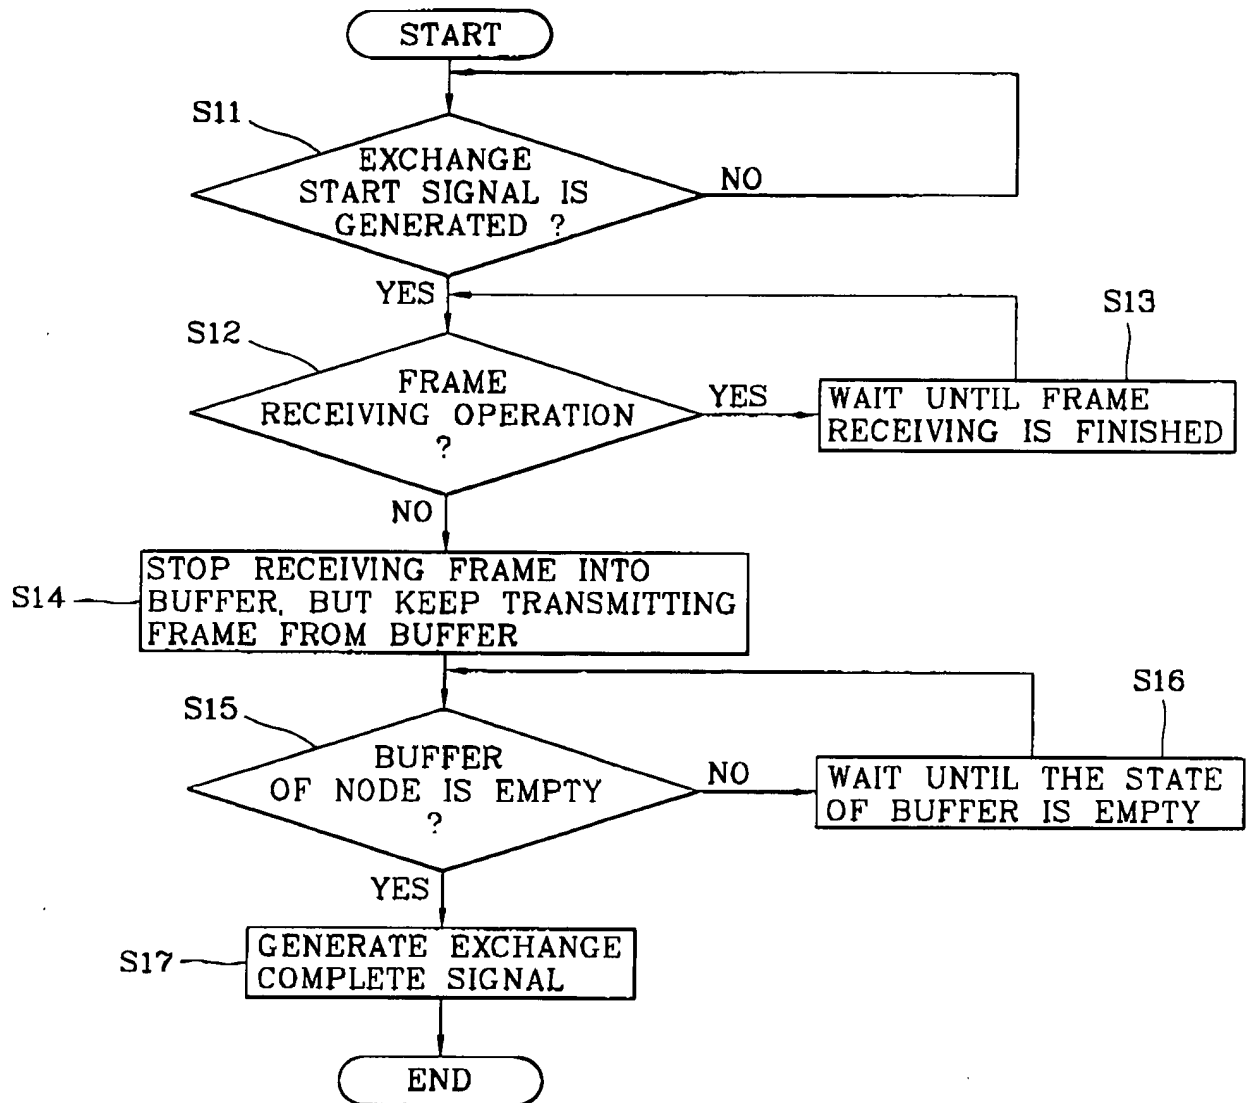 START
S11
EXCHANGE
START SIGNAL IS
GENERATED ?
NO
YES
S12
FRAME
RECEIVING OPERATION
?
YES
S13
WAIT UNTIL FRAME
RECEIVING IS FINISHED
NO
S14
STOP RECEIVING FRAME INTO
BUFFER, BUT KEEP TRANSMITTING
FRAME FROM BUFFER
S15
BUFFER
OF NODE IS EMPTY
?
NO
S16
WAIT UNTIL THE STATE
OF BUFFER IS EMPTY
YES
S17
GENERATE EXCHANGE
COMPLETE SIGNAL
END